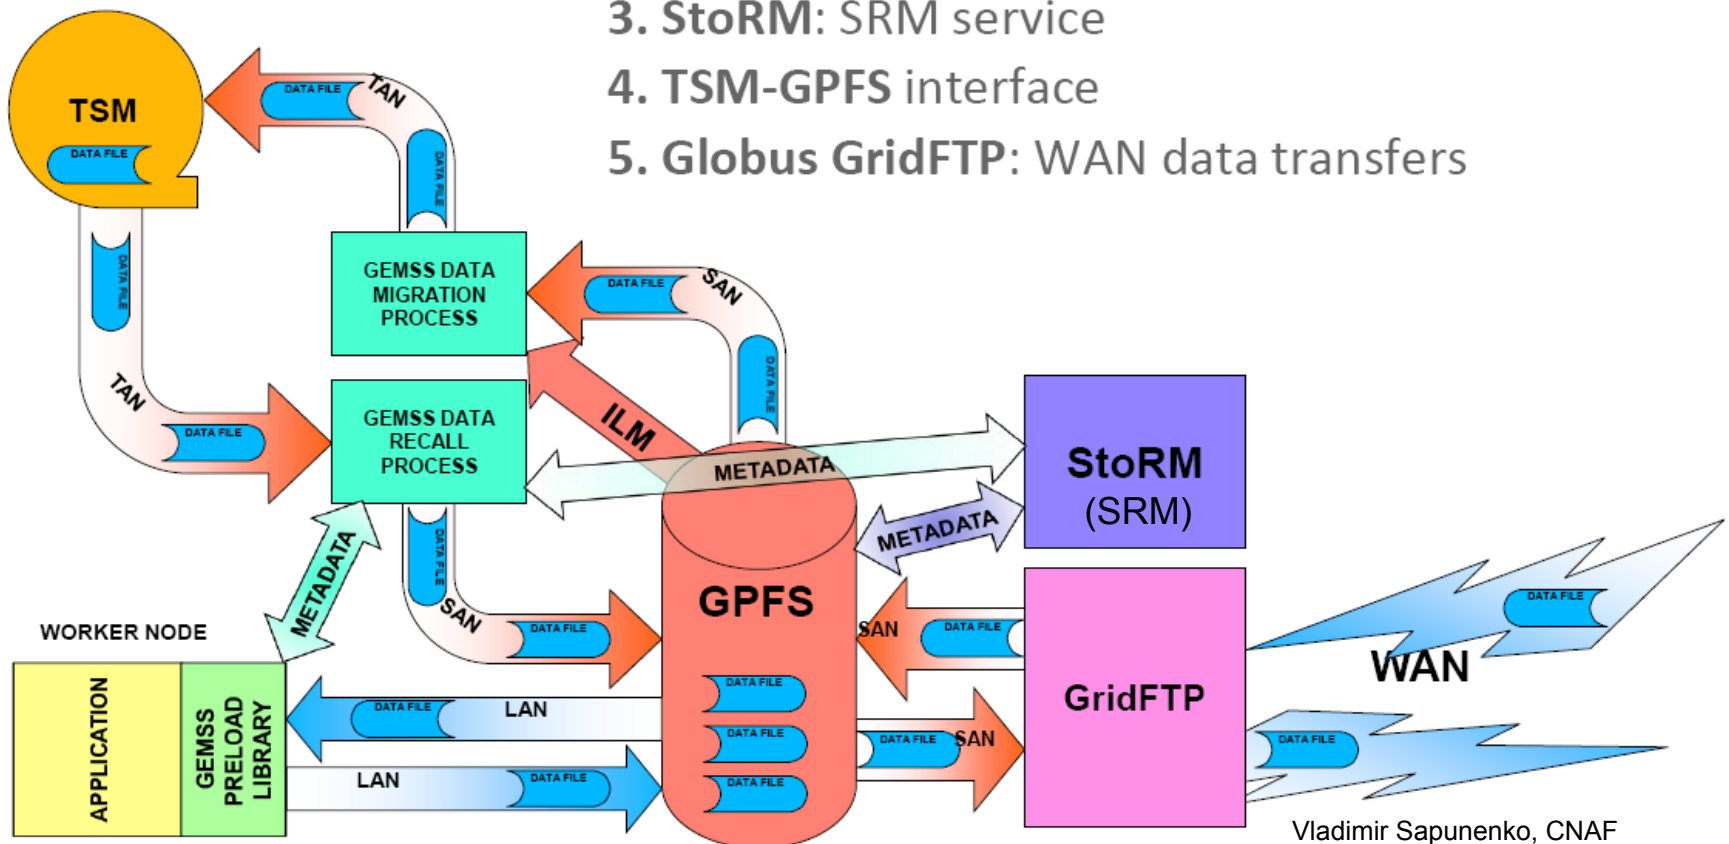 3. StoRM: SRM service
4. TSM-GPFS interface
5. Globus GridFTP: WAN data transfers
TSM
DATA FILE
DATA FILE
TAN
DATA FILE
DATA FILE
TAN
DATA FILE
GEMSS DATA
MIGRATION
PROCESS
DATA FILE
SAN
DATA FILE
ILM
GEMSS DATA
RECALL
PROCESS
METADATA
StoRM
(SRM)
METADATA
METADATA
DATA FILE
SAN
DATA FILE
GPFS
DATA FILE
DATA FILE
DATA FILE
SAN
DATA FILE
DATA FILE
SAN
GridFTP
DATA FILE
WAN
DATA FILE
WORKER NODE
APPLICATION
GEMSS
PRELOAD
LIBRARY
DATA FILE
LAN
LAN
DATA FILE
Vladimir Sapunenko, CNAF